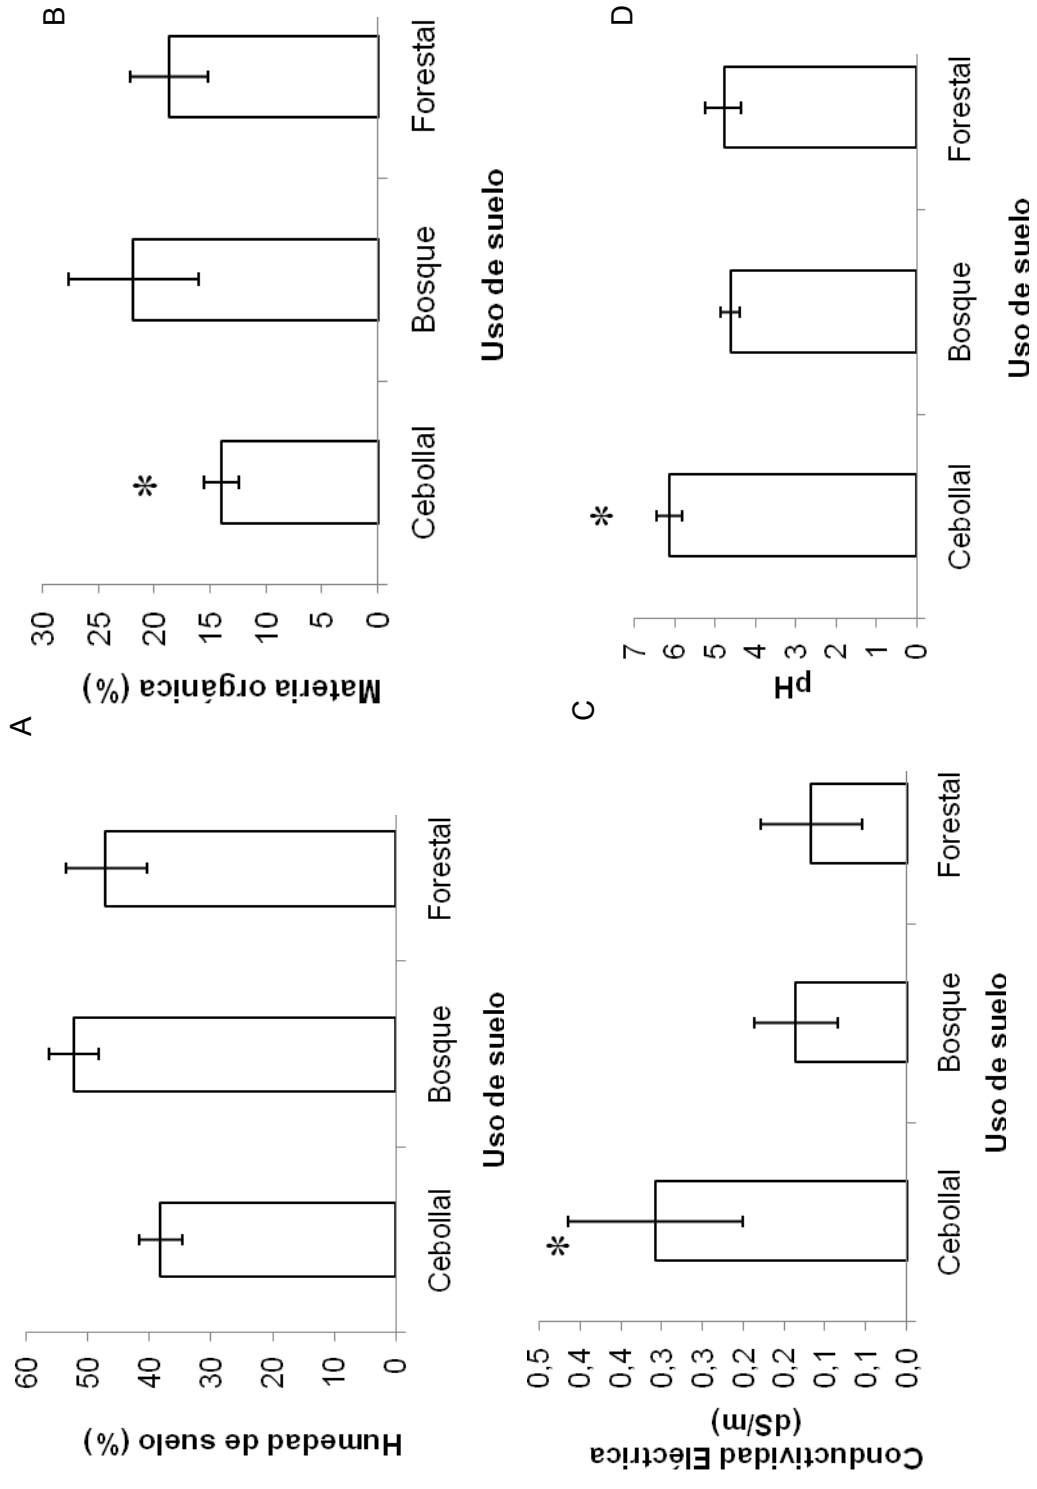 A
60
50
40
30
20
10
0
Humedad de suelo (%)
Cebollal
Bosque
Forestal
Uso de suelo
B
30
25
20
15
10
5
0
Materia orgánica (%)
*
Cebollal
Bosque
Forestal
Uso de suelo
C
0,5
0,4
0,4
0,3
0,3
0,2
0,2
0,1
0,1
0,0
Conductividad Eléctrica
(dS/m)
*
Cebollal
Bosque
Forestal
Uso de suelo
D
7
6
5
4
3
2
1
0
pH
*
Cebollal
Bosque
Forestal
Uso de suelo